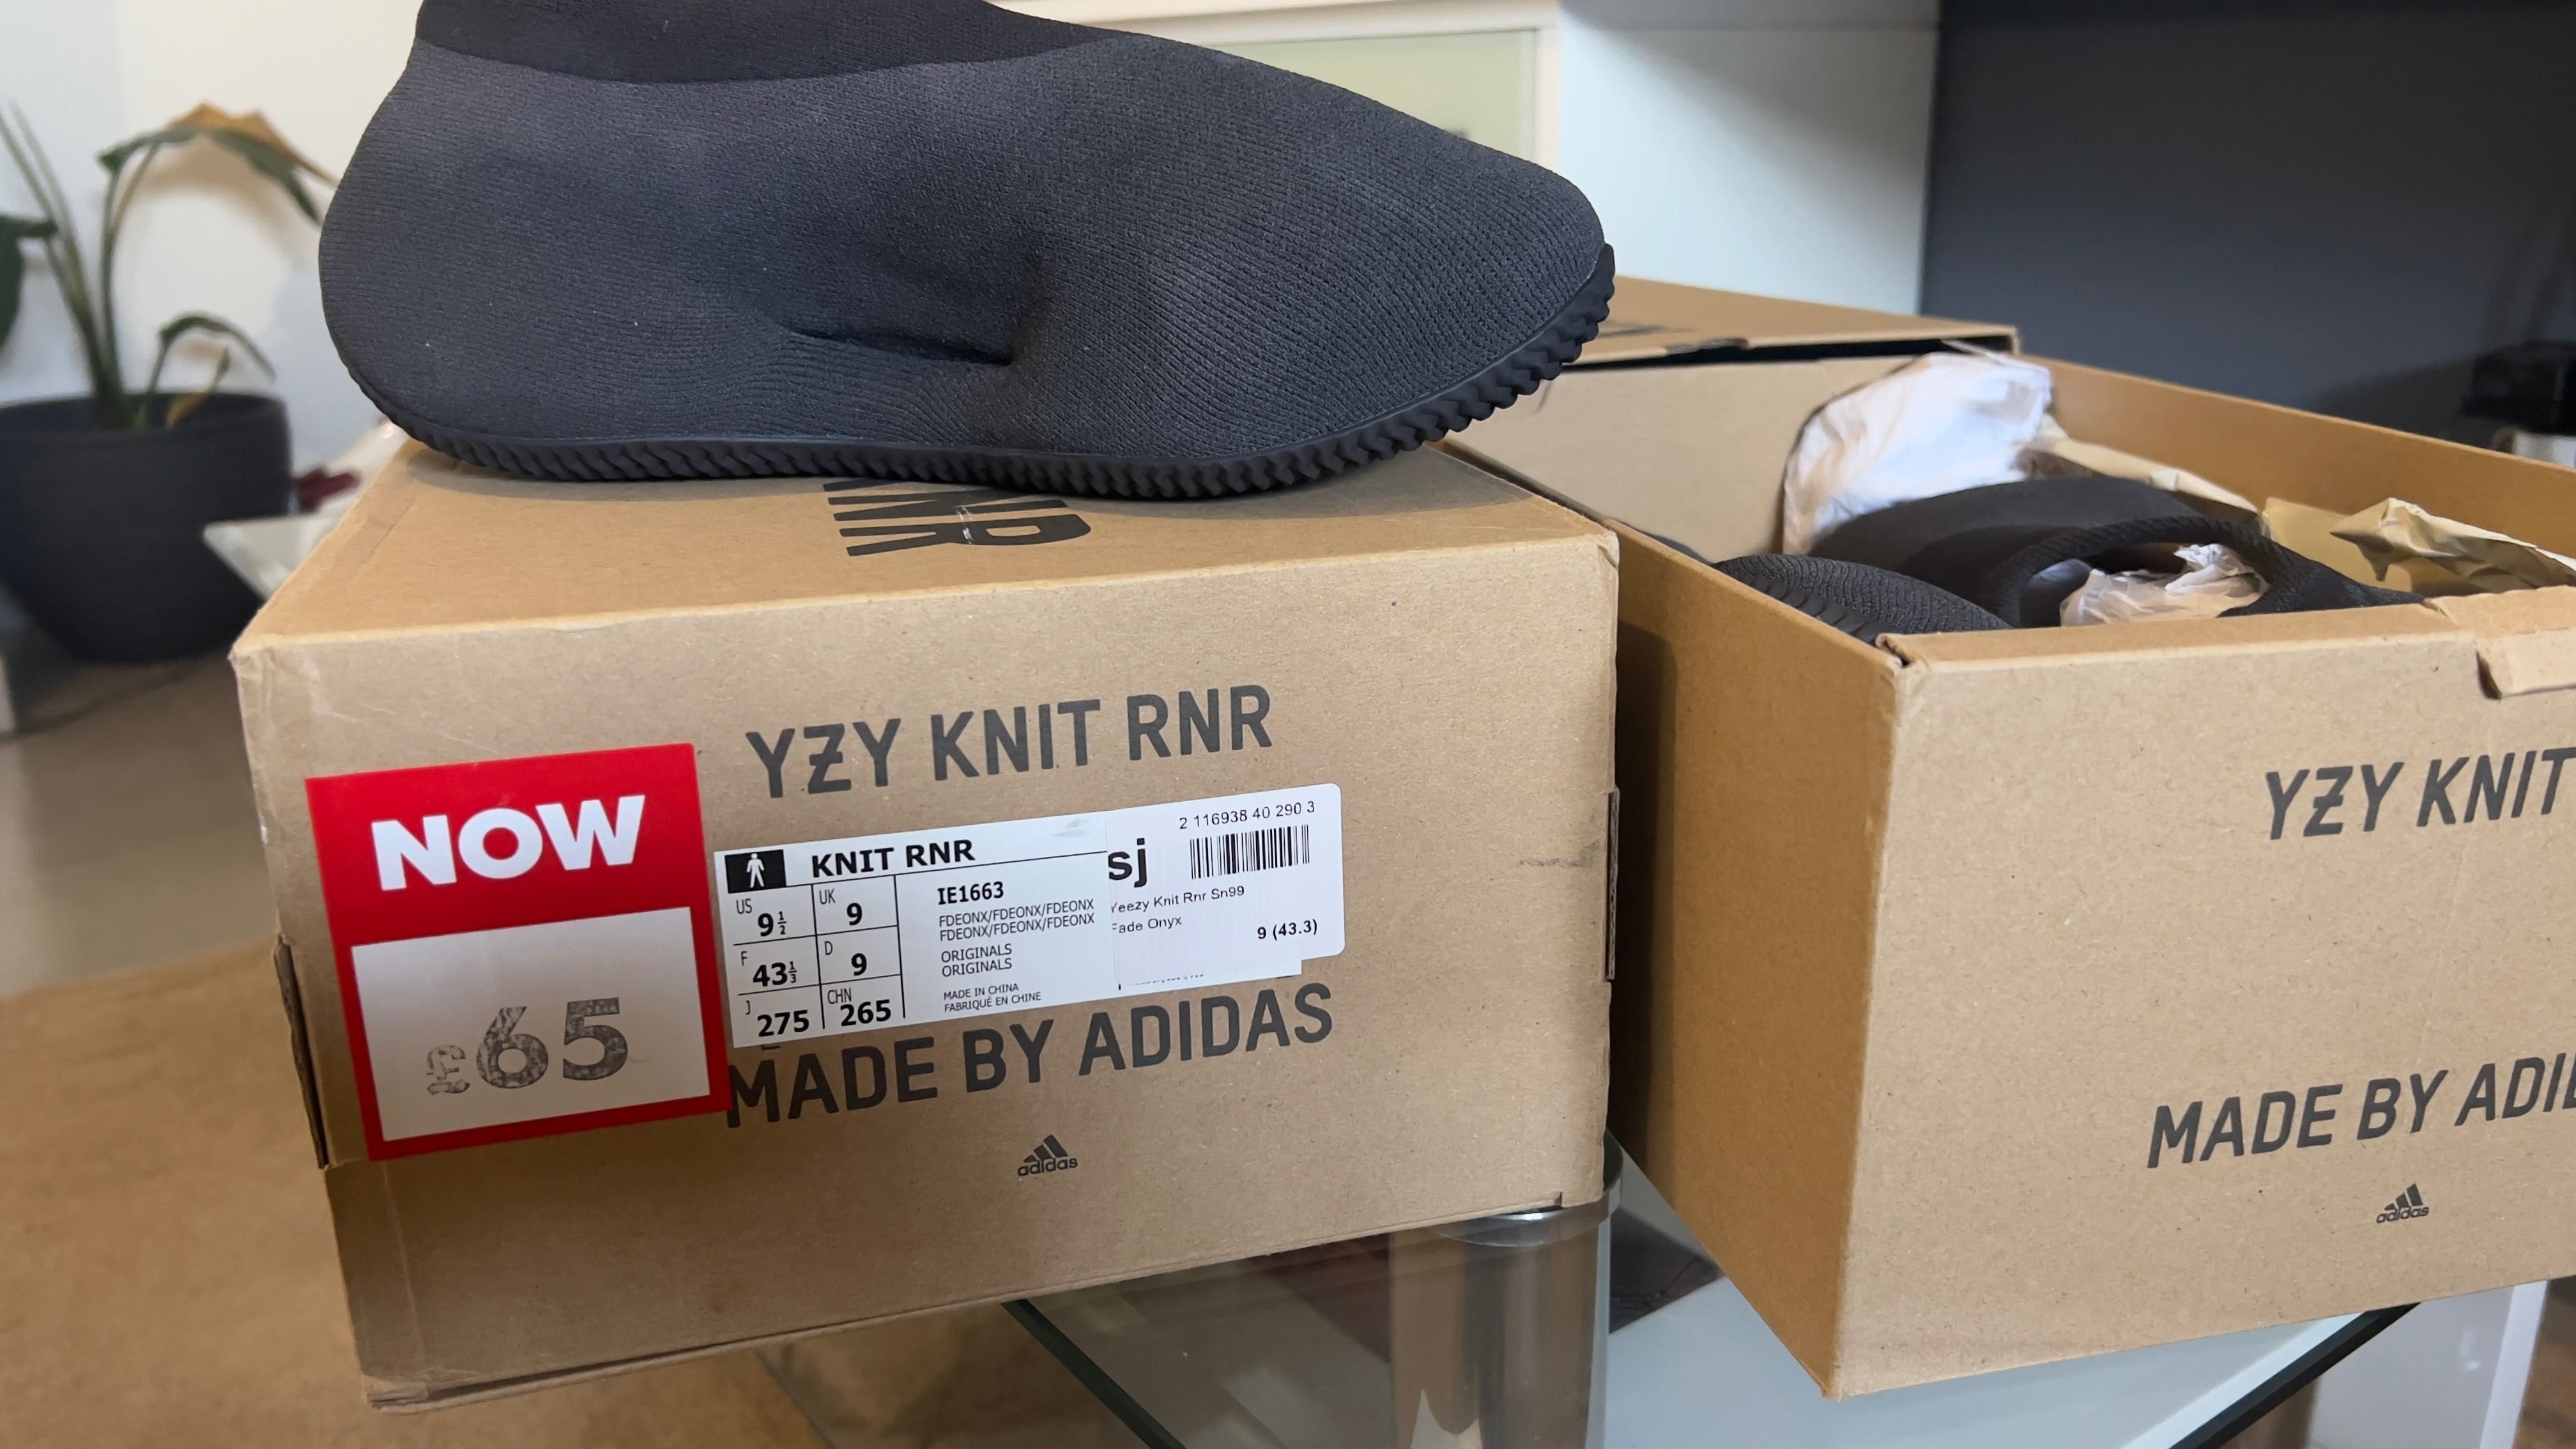 RNR
YZY KNIT RNR
NOW
£65
KNIT RNR
US 9½
UK 9
F 43⅓
D 9
J 275
CHN 265
IE1663
FDEONX/FDEONX/FDEONX
FDEONX/FDEONX/FDEONX
ORIGINALS
ORIGINALS
MADE IN CHINA
FABRIQUÉ EN CHINE
2 116938 40 290 3
sj
Yeezy Knit Rnr Sn99
Fade Onyx
9 (43.3)
MADE BY ADIDAS
adidas
YZY KNIT
MADE BY ADI
adidas